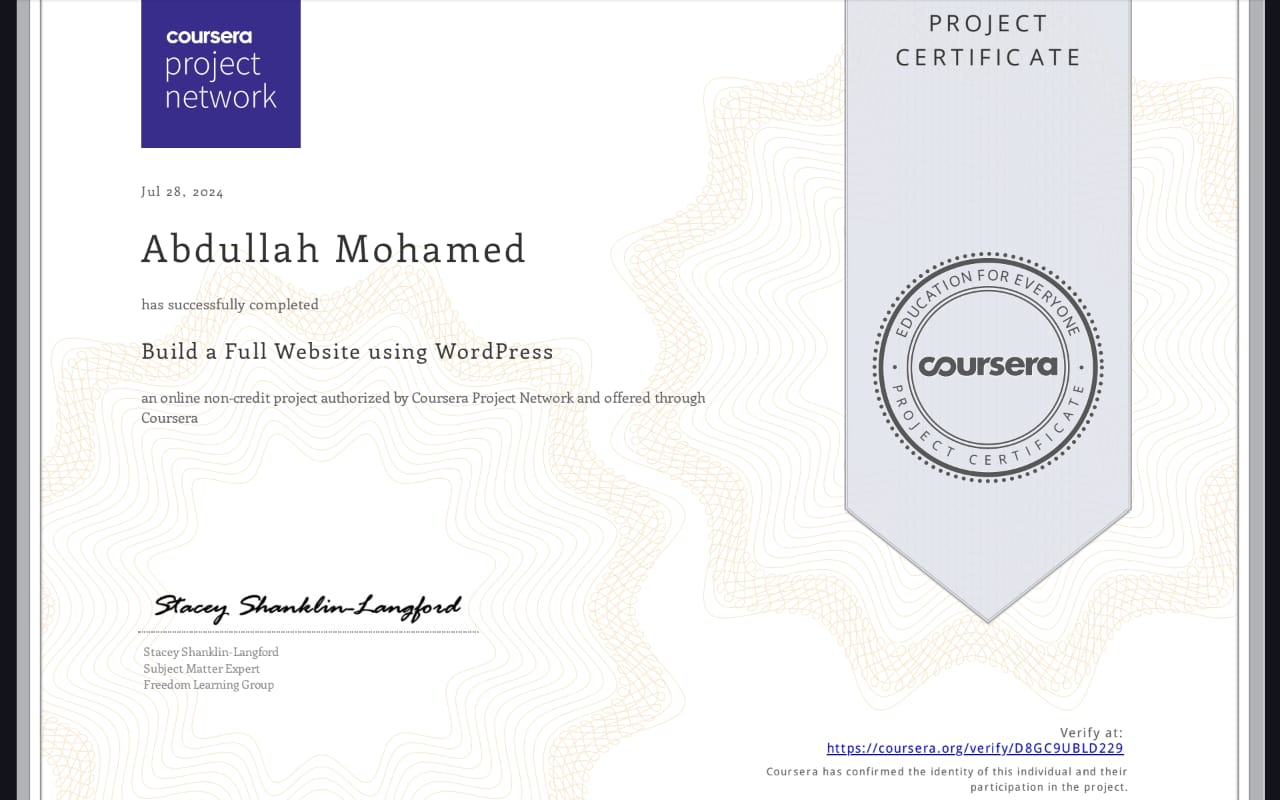 coursera
project
network
PROJECT
CERTIFICATE
Jul 28, 2024
Abdullah Mohamed
has successfully completed
Build a Full Website using WordPress
an online non-credit project authorized by Coursera Project Network and offered through
Coursera
EDUCATION FOR EVERYONE
coursera
PROJECT CERTIFICATE
Stacey Shanklin-Langford
Stacey Shanklin-Langford
Subject Matter Expert
Freedom Learning Group
Verify at:
https://coursera.org/verify/D8GC9UBLD229
Coursera has confirmed the identity of this individual and their
participation in the project.